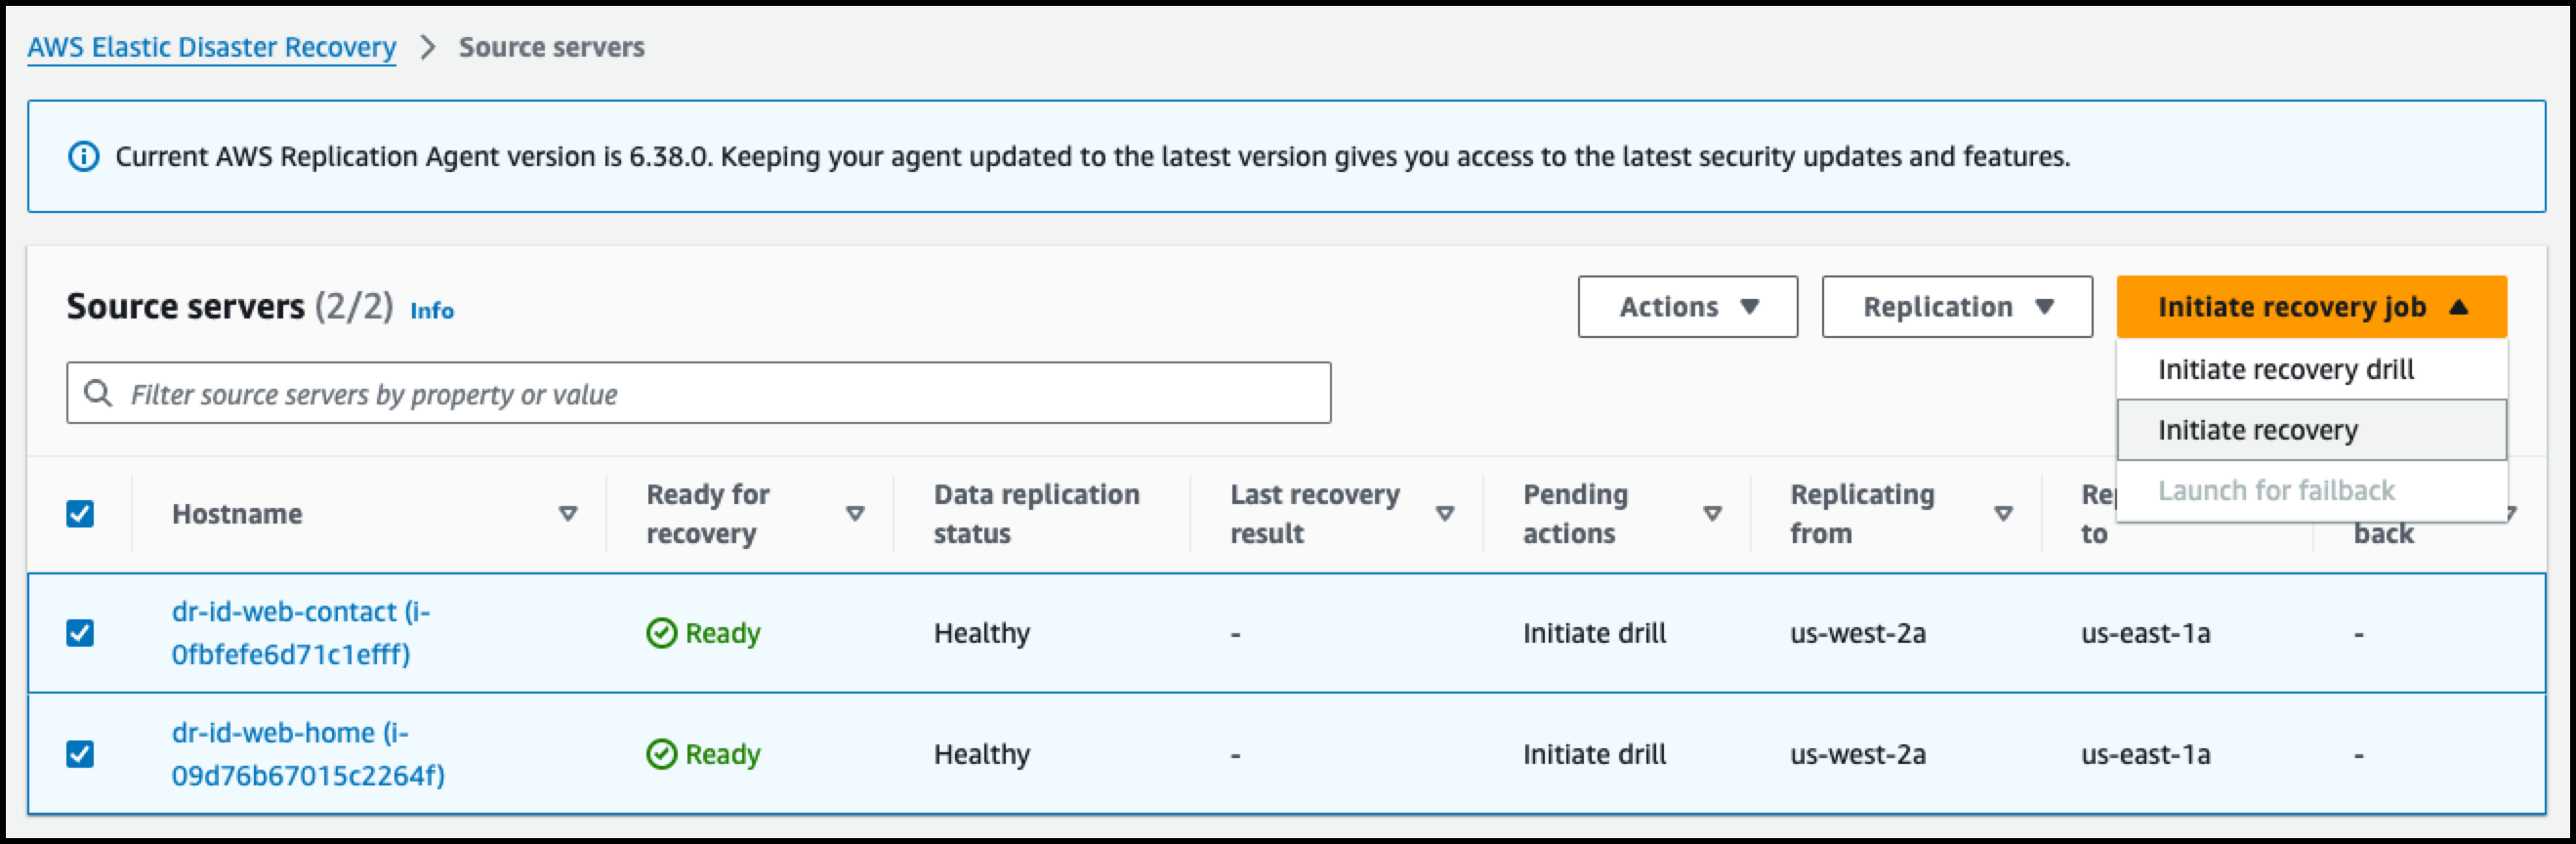 AWS Elastic Disaster Recovery > Source servers
Current AWS Replication Agent version is 6.38.0. Keeping your agent updated to the latest version gives you access to the latest security updates and features.
Source servers (2/2) Info
Actions
Replication
Initiate recovery job
Initiate recovery drill
Initiate recovery
Launch for failback
Filter source servers by property or value
Hostname
Ready for
recovery
Data replication
status
Last recovery
result
Pending
actions
Replicating
from
to
back
dr-id-web-contact (i-
0fbfefe6d71c1efff)
Ready
Healthy
-
Initiate drill
us-west-2a
us-east-1a
-
dr-id-web-home (i-
09d76b67015c2264f)
Ready
Healthy
-
Initiate drill
us-west-2a
us-east-1a
-